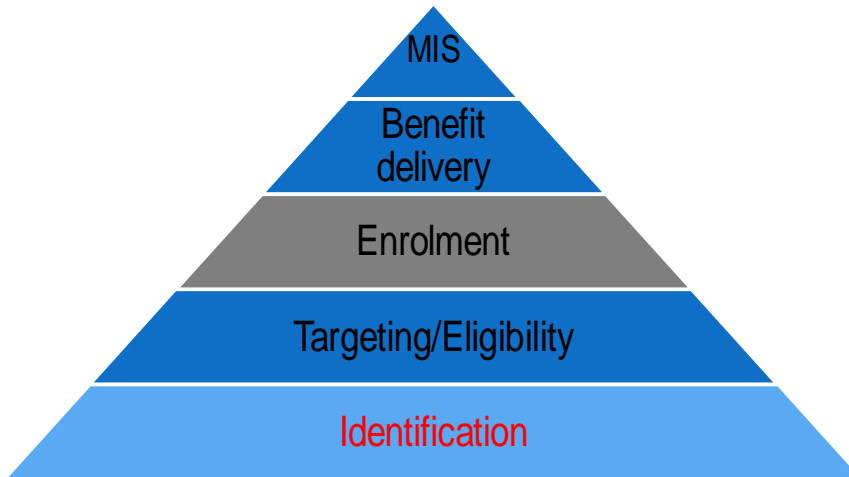 MIS
Benefit
delivery
Enrolment
Targeting/Eligibility
Identification